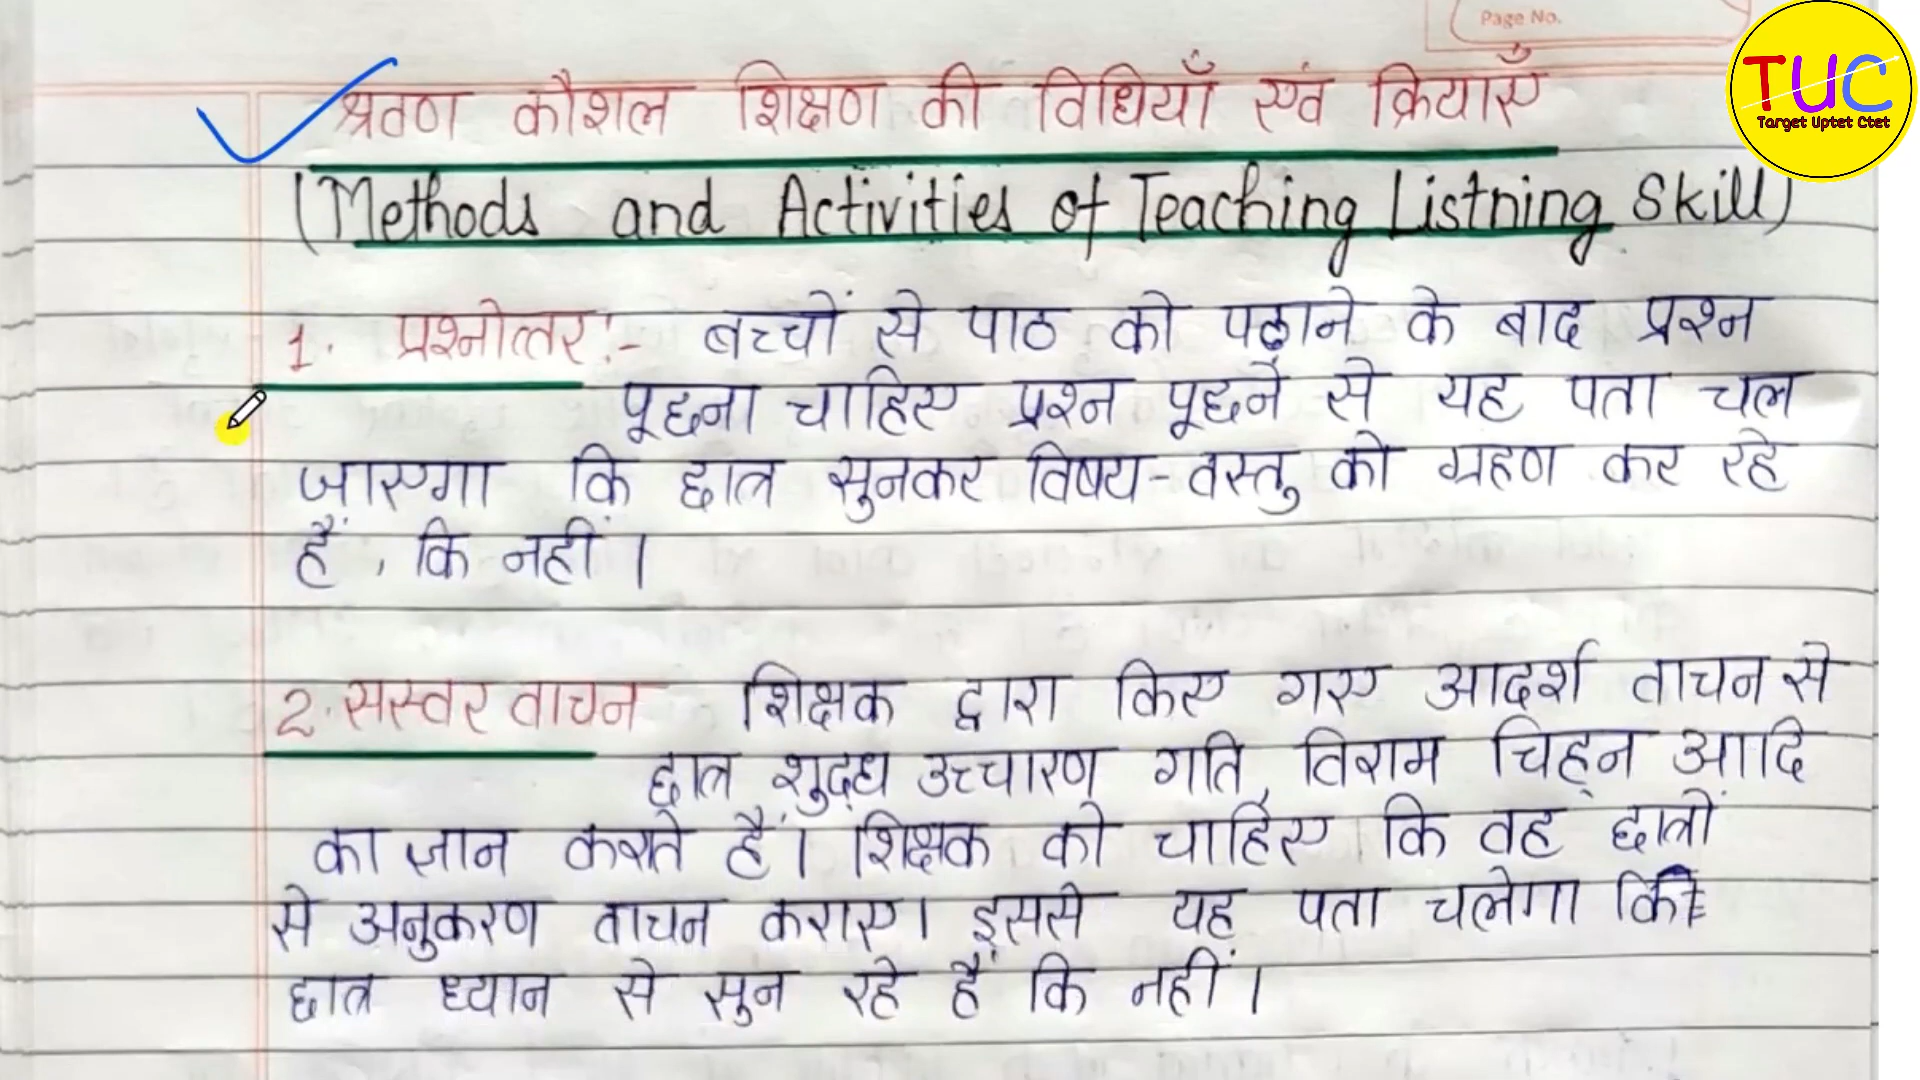 Page No.
TUC
Target Uptet Ctet
श्रवण कौशल शिक्षण की विधियाँ एवं क्रियाएँ
(Methods and Activities of Teaching Listning Skill)
1. प्रश्नोत्तर:- बच्चों से पाठ को पढ़ाने के बाद प्रश्न
पूछना चाहिए प्रश्न पूछने से यह पता चल
जाएगा कि छात्र सुनकर विषय-वस्तु को ग्रहण कर रहे
हैं, कि नहीं।
2. सस्वर वाचन शिक्षक द्वारा किए गए आदर्श वाचन से
छात्र शुद्ध उच्चारण गति, विराम चिह्न आदि
का ज्ञान करते हैं। शिक्षक को चाहिए कि वह छात्रों
से अनुकरण वाचन कराए। इससे यह पता चलेगा कि
छात्र ध्यान से सुन रहे हैं कि नहीं।